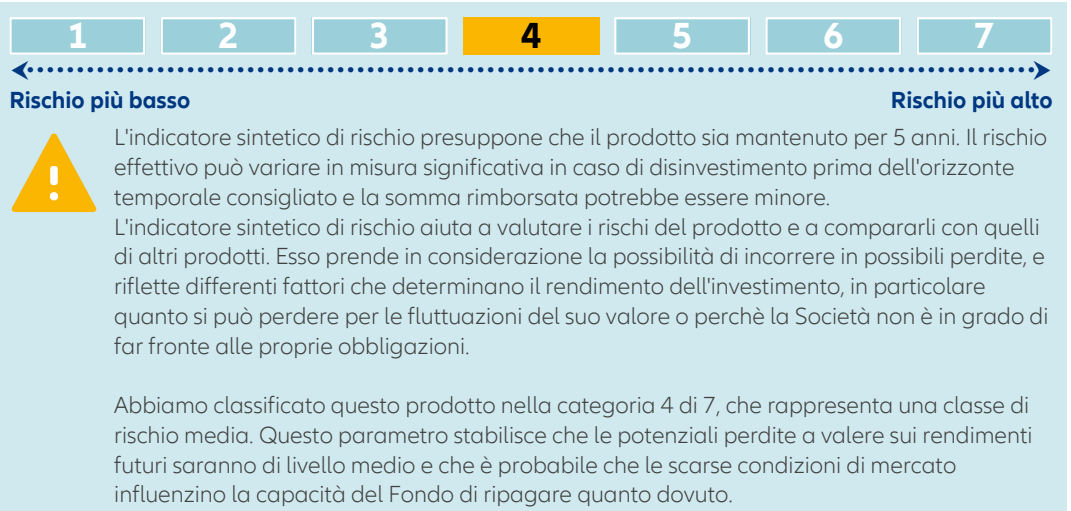 1 2 3 4 5 6 7
Rischio più basso Rischio più alto
L'indicatore sintetico di rischio presuppone che il prodotto sia mantenuto per 5 anni. Il rischio
effettivo può variare in misura significativa in caso di disinvestimento prima dell'orizzonte
temporale consigliato e la somma rimborsata potrebbe essere minore.
L'indicatore sintetico di rischio aiuta a valutare i rischi del prodotto e a compararli con quelli
di altri prodotti. Esso prende in considerazione la possibilità di incorrere in possibili perdite, e
riflette differenti fattori che determinano il rendimento dell'investimento, in particolare
quanto si può perdere per le fluttuazioni del suo valore o perchè la Società non è in grado di
far fronte alle proprie obbligazioni.
Abbiamo classificato questo prodotto nella categoria 4 di 7, che rappresenta una classe di
rischio media. Questo parametro stabilisce che le potenziali perdite a valere sui rendimenti
futuri saranno di livello medio e che è probabile che le scarse condizioni di mercato
influenzino la capacità del Fondo di ripagare quanto dovuto.